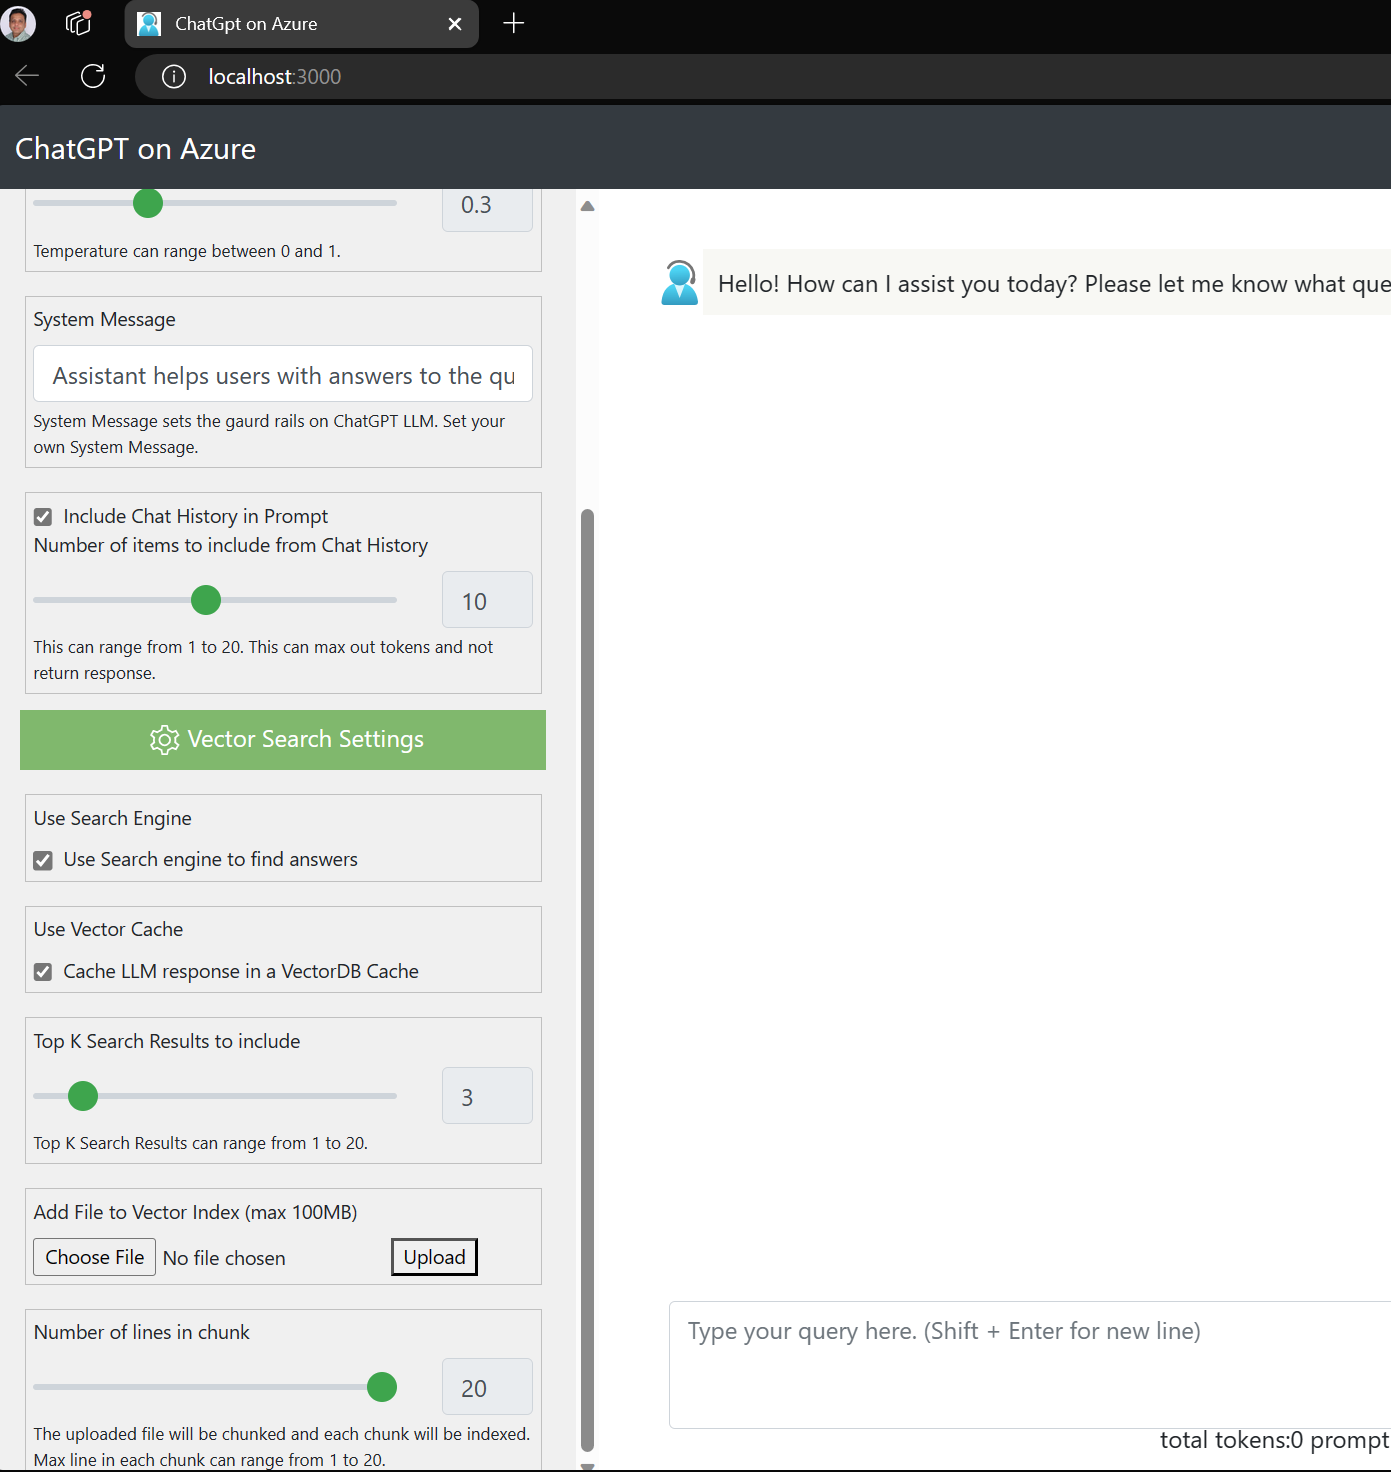 ChatGpt on Azure
localhost:3000
ChatGPT on Azure
0.3
Temperature can range between 0 and 1.
System Message
Assistant helps users with answers to the qu
System Message sets the gaurd rails on ChatGPT LLM. Set your
own System Message.
Include Chat History in Prompt
Number of items to include from Chat History
10
This can range from 1 to 20. This can max out tokens and not
return response.
Vector Search Settings
Use Search Engine
Use Search engine to find answers
Use Vector Cache
Cache LLM response in a VectorDB Cache
Top K Search Results to include
3
Top K Search Results can range from 1 to 20.
Add File to Vector Index (max 100MB)
Choose File No file chosen Upload
Number of lines in chunk
20
The uploaded file will be chunked and each chunk will be indexed.
Max line in each chunk can range from 1 to 20.
Hello! How can I assist you today? Please let me know what que
Type your query here. (Shift + Enter for new line)
total tokens:0 prompt